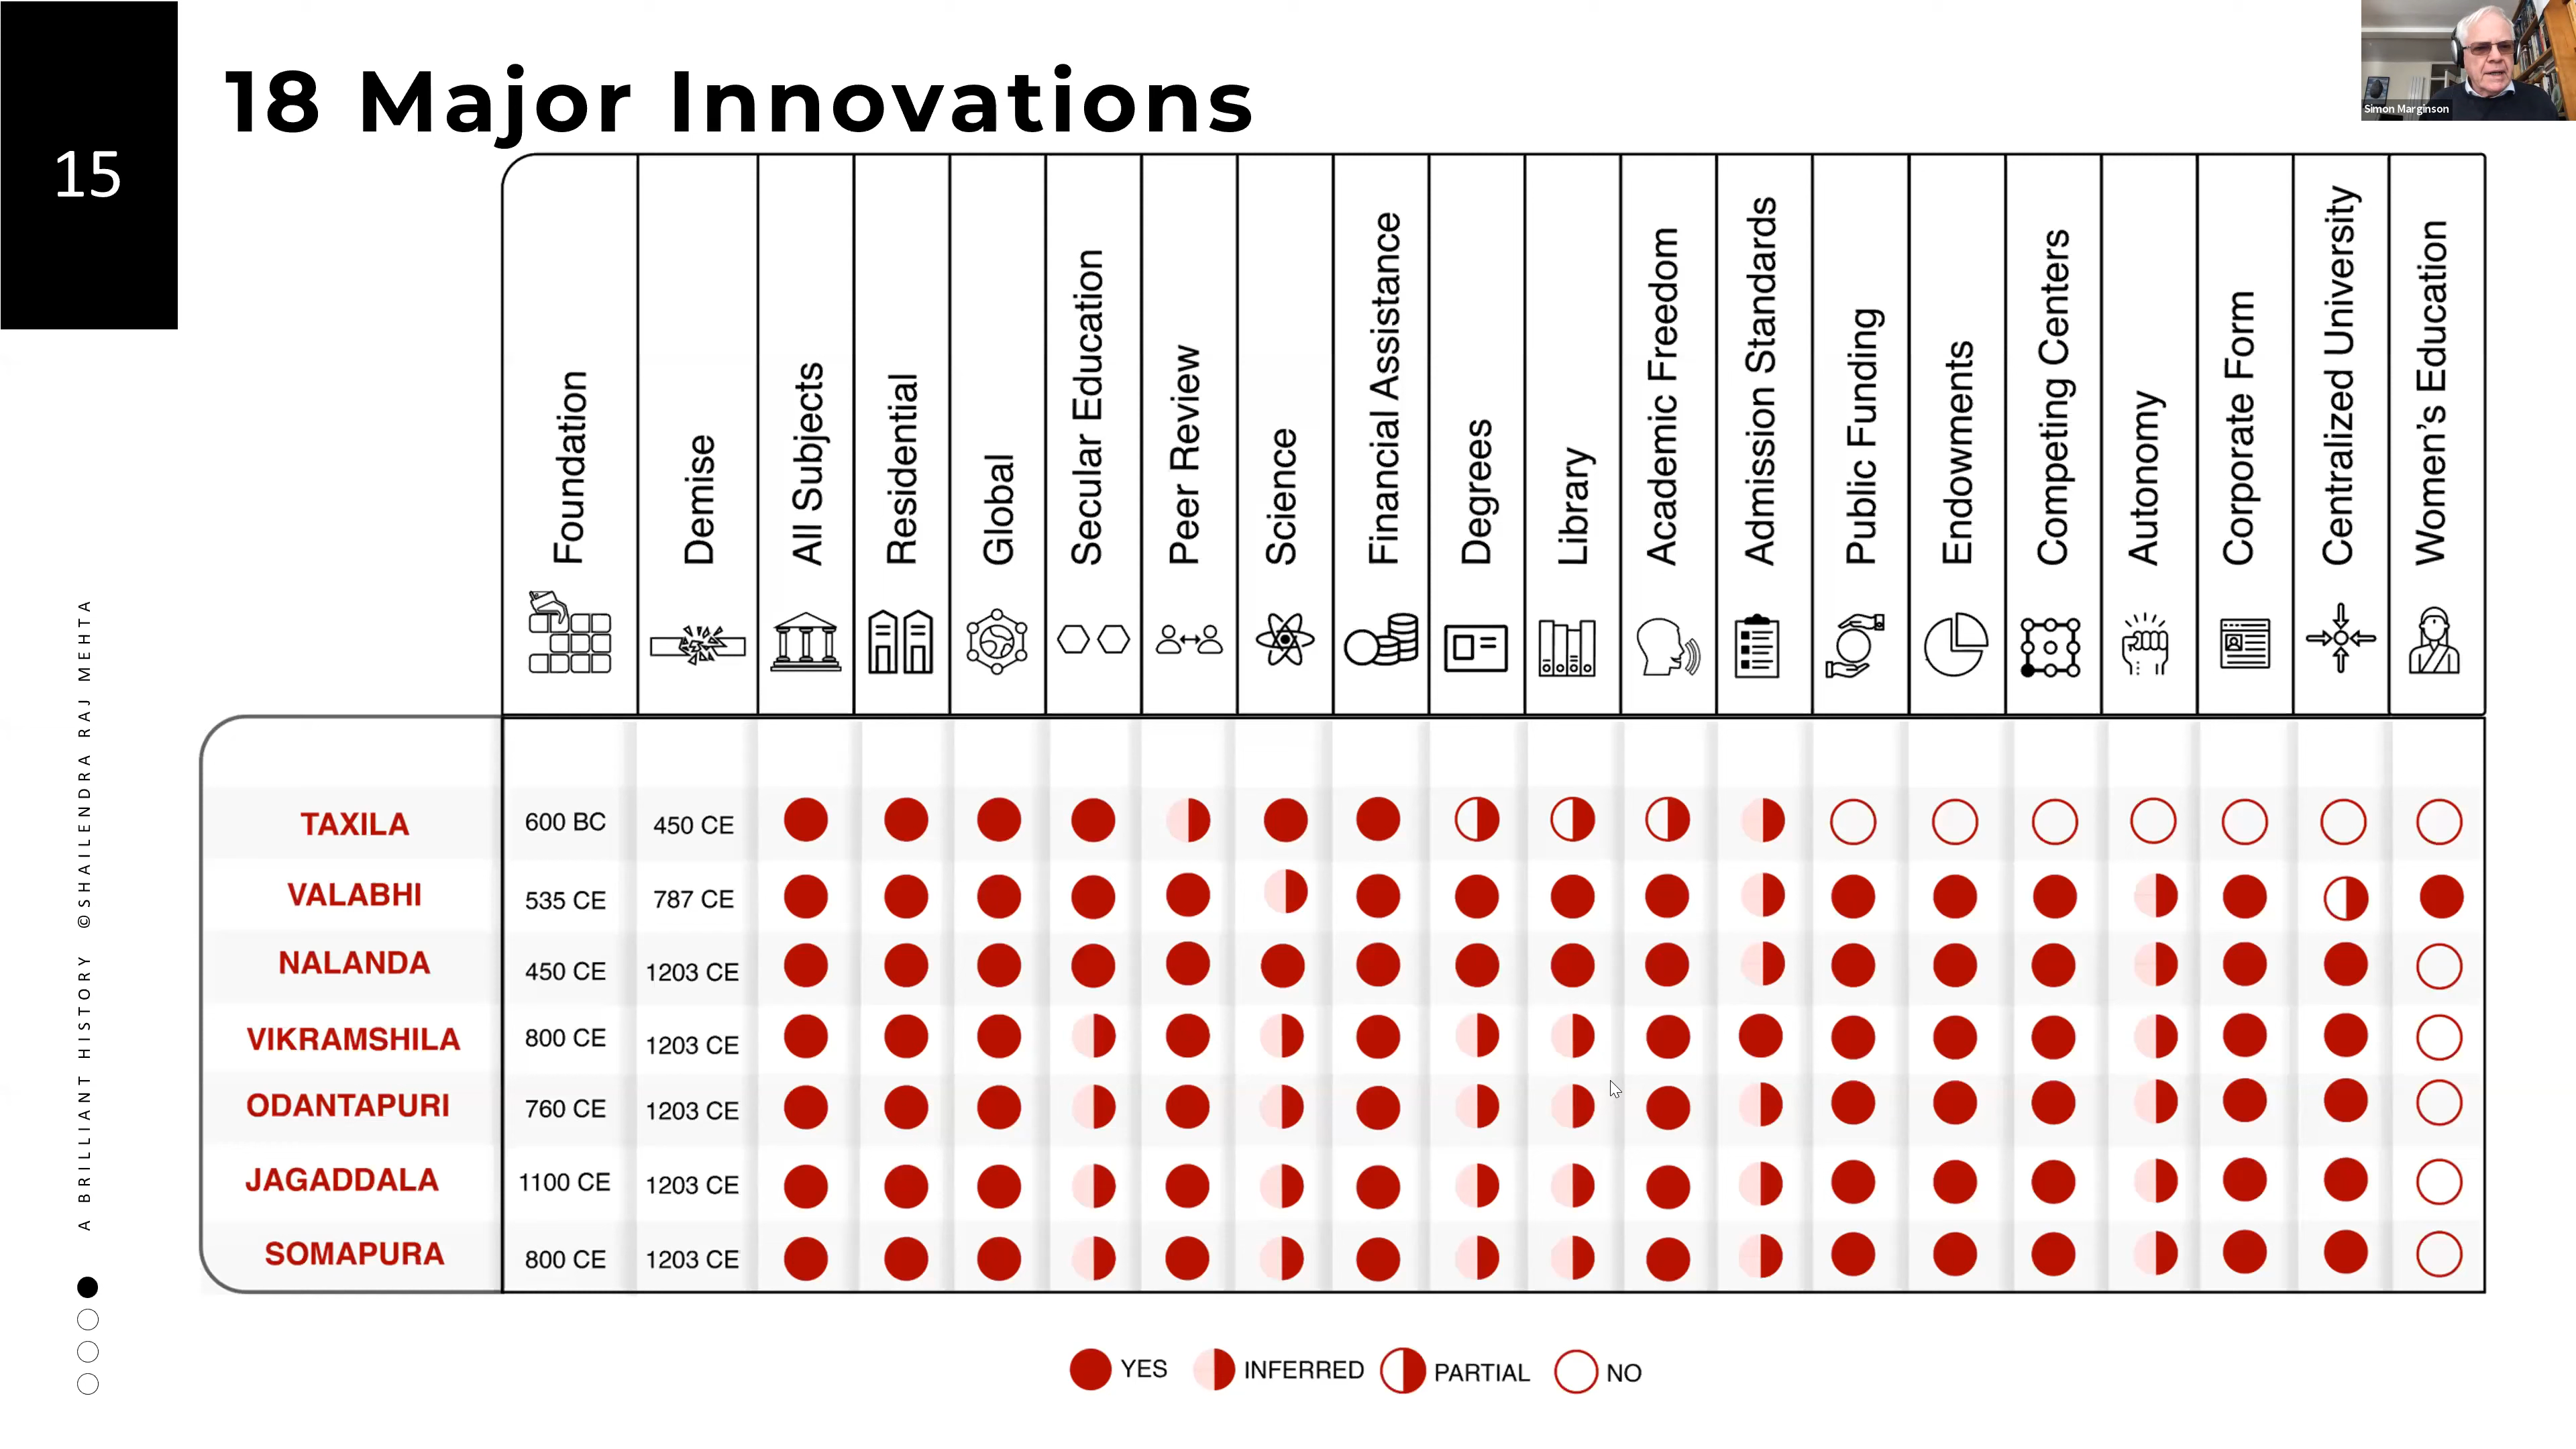 15
18 Major Innovations
Simon Marginson
Foundation
Demise
All Subjects
Residential
Global
Secular Education
Peer Review
Science
Financial Assistance
Degrees
Library
Academic Freedom
Admission Standards
Public Funding
Endowments
Competing Centers
Autonomy
Corporate Form
Centralized University
Women's Education
TAXILA 600 BC 450 CE
VALABHI 535 CE 787 CE
NALANDA 450 CE 1203 CE
VIKRAMSHILA 800 CE 1203 CE
ODANTAPURI 760 CE 1203 CE
JAGADDALA 1100 CE 1203 CE
SOMAPURA 800 CE 1203 CE
YES INFERRED PARTIAL NO
A BRILLIANT HISTORY ©SHAILENDRA RAJ MEHTA